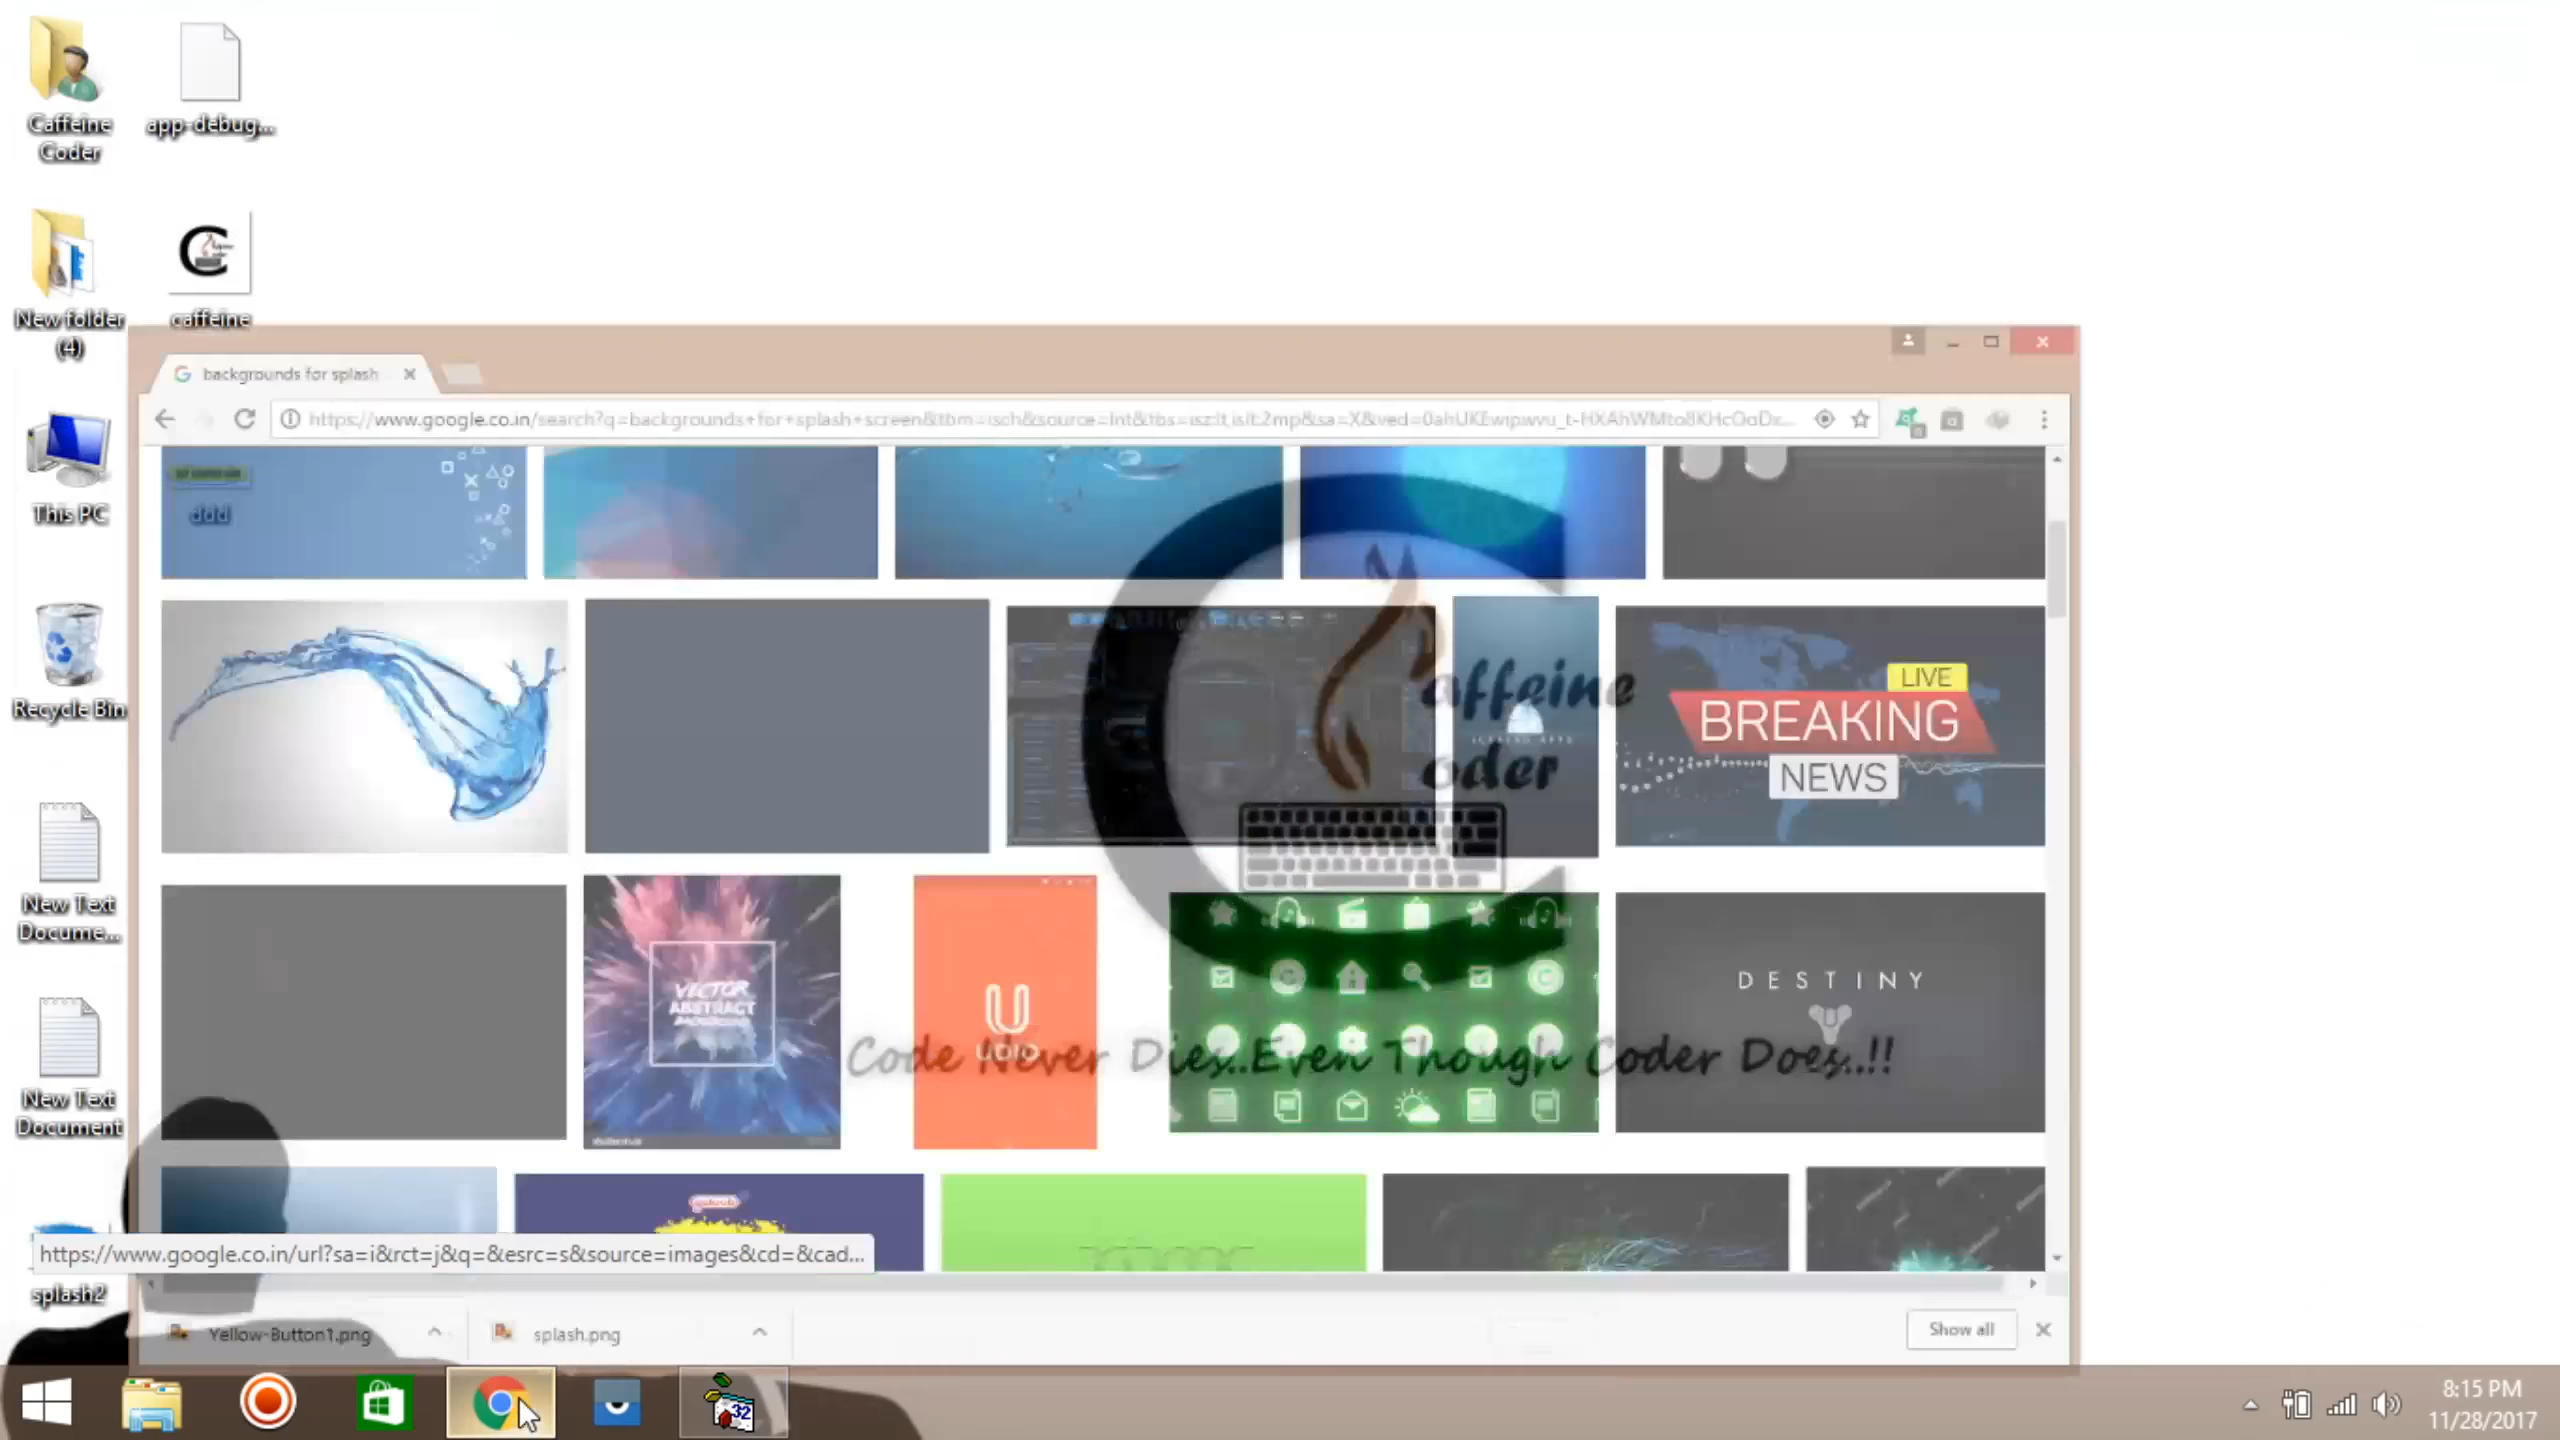 Caffeine
Coder
app-debug...
New folder
(4)
caffeine
backgrounds for splash
https://www.google.co.in/search?q=backgrounds+for+splash+screen&tbm=isch&source=lnt&tbs=isz:lt,islt:2mp&sa=X&ved=
This PC
ddd
Recycle Bin
affeine
oder
LIVE
BREAKING
NEWS
New Text
Docume...
VECTOR
ABSTRACT
BACKGROUND
U
UDIO
DESTINY
Code Never Dies..Even Though Coder Does..!!
New Text
Document
https://www.google.co.in/url?sa=i&rct=j&q=&esrc=s&source=images&cd=&cad...
splash2
Yellow-Button1.png
splash.png
Show all
32
8:15 PM
11/28/2017